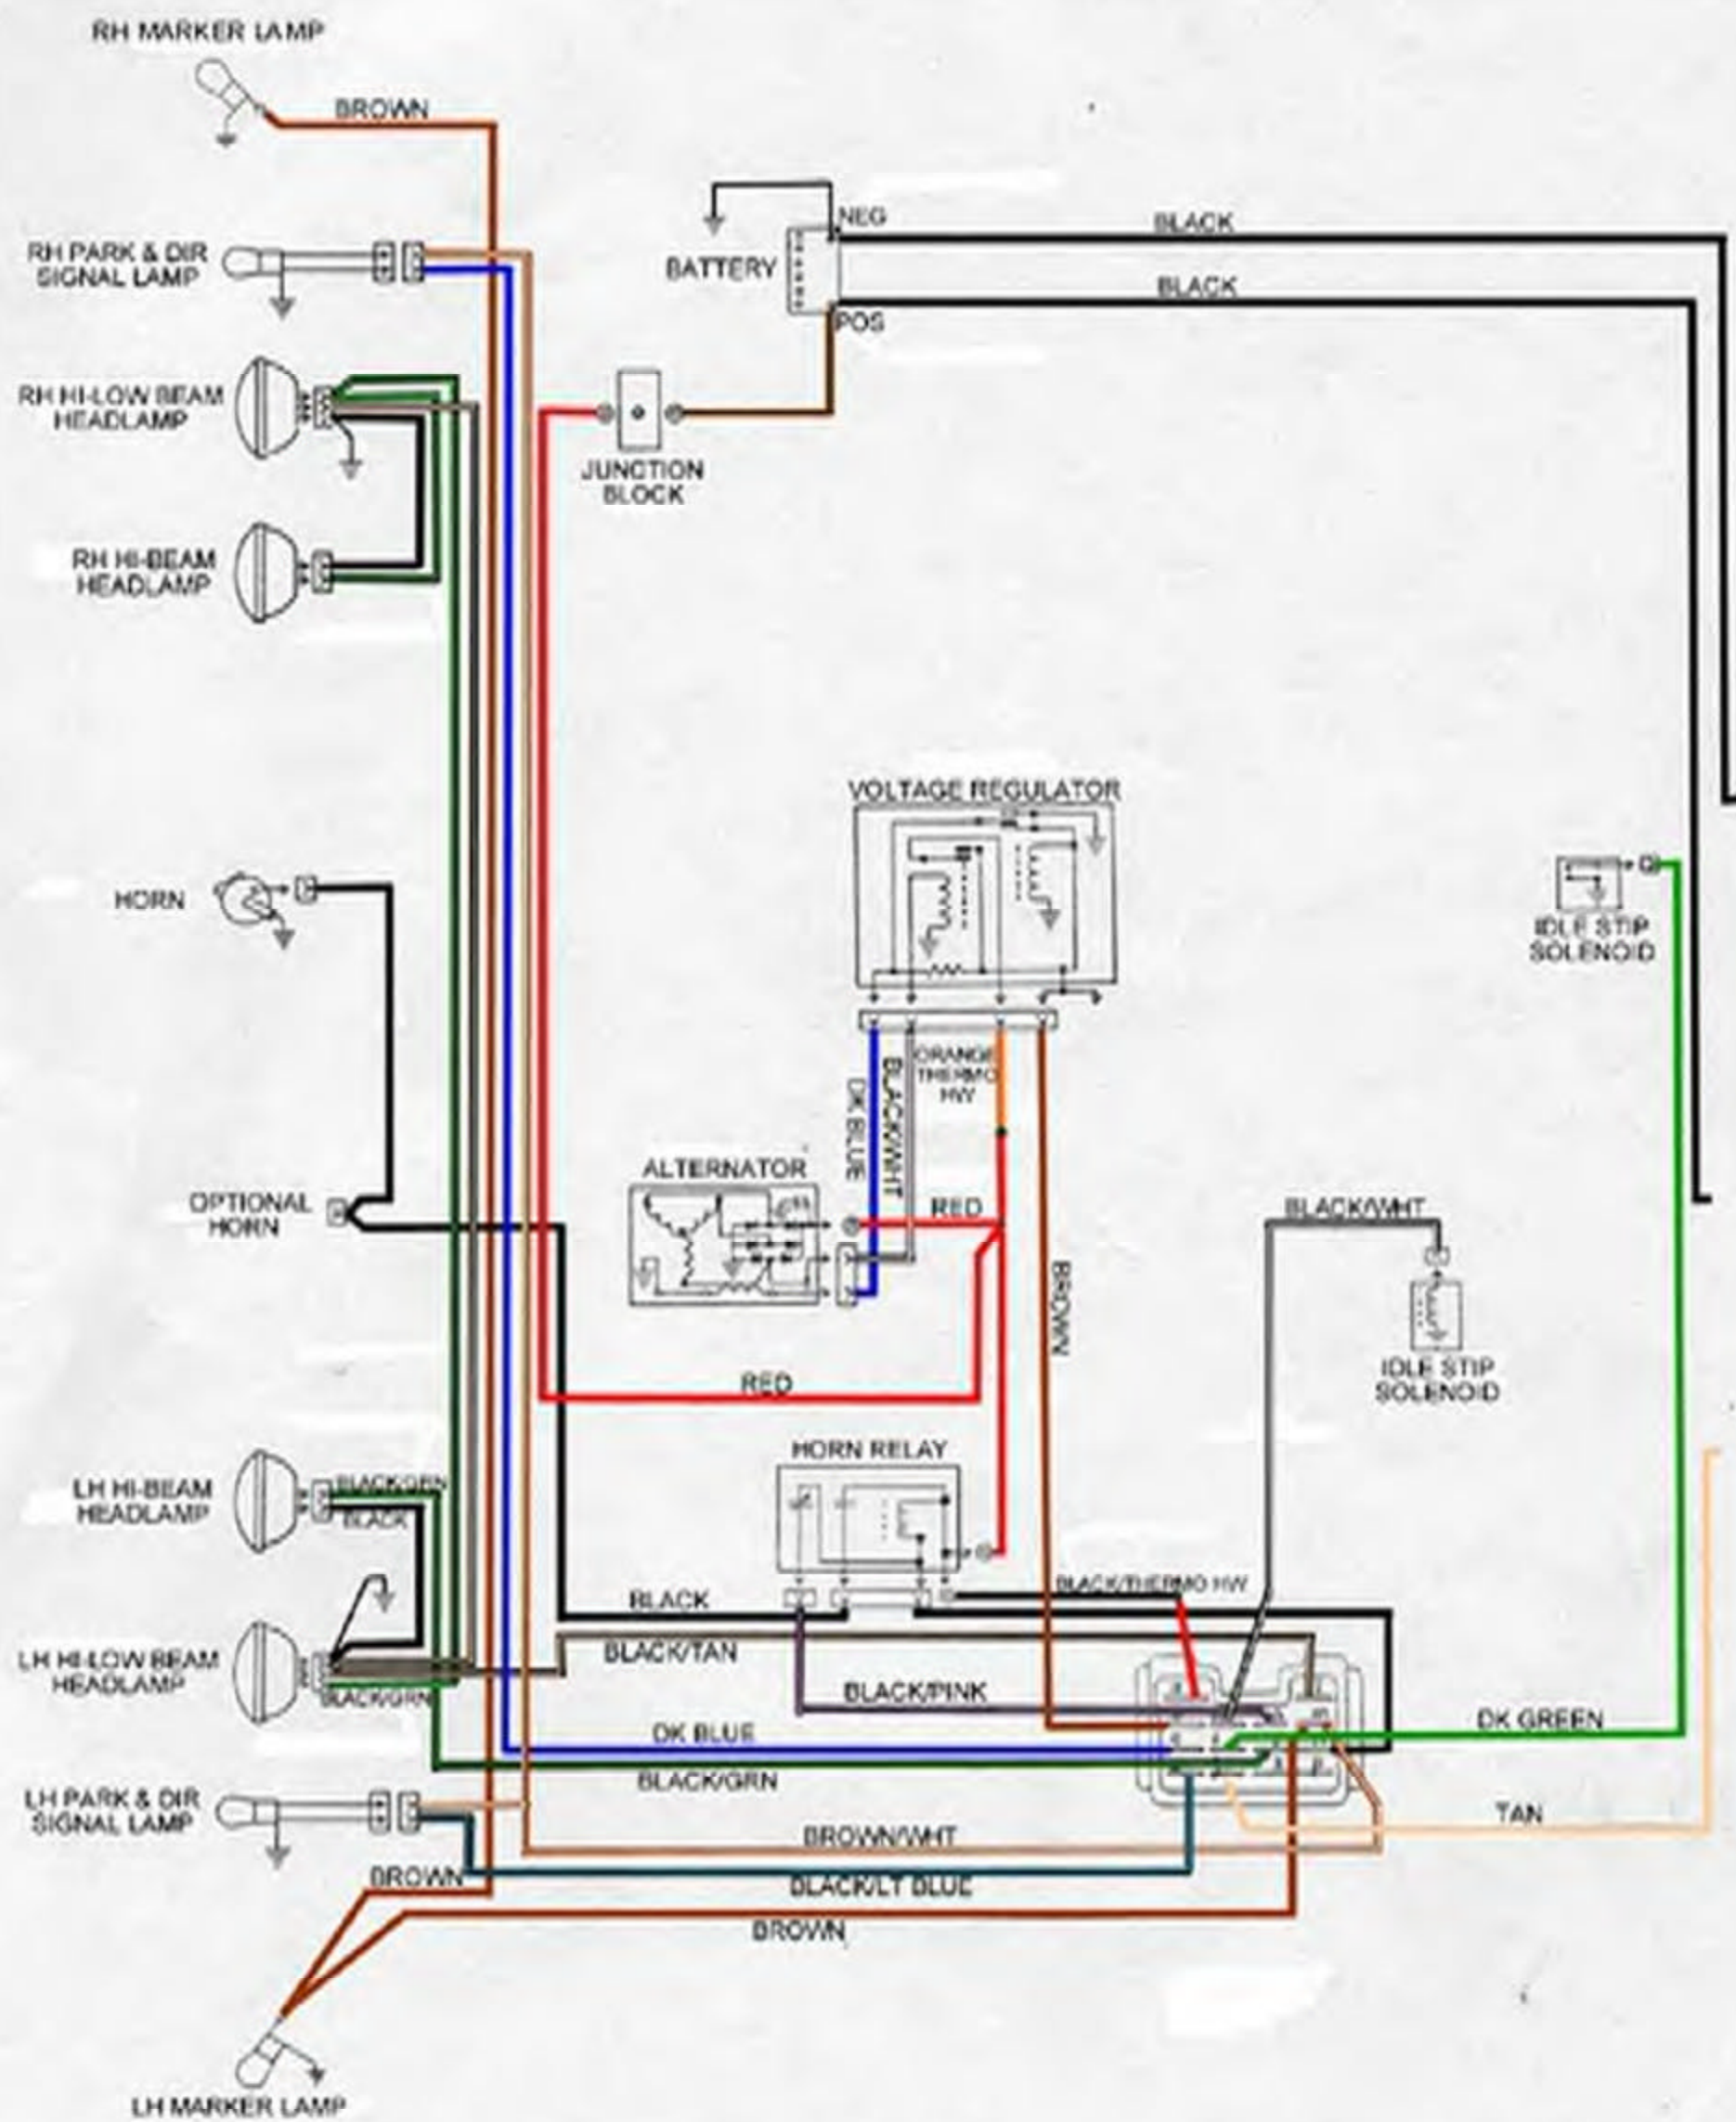 RH MARKER LAMP
BROWN
NEG
BLACK
RH PARK & DIR
SIGNAL LAMP
BATTERY
BLACK
POS
RH HI-LOW BEAM
HEADLAMP
JUNCTION
BLOCK
RH HI-BEAM
HEADLAMP
VOLTAGE REGULATOR
HORN
IDLE STIP
SOLENOID
ORANGE
THERMO
HW
DK BLUE
BLACK/WHT
ALTERNATOR
RED
OPTIONAL
HORN
BLACK/WHT
BROWN
IDLE STIP
SOLENOID
RED
HORN RELAY
LH HI-BEAM
HEADLAMP
BLACK/GRN
BLACK
BLACK/THERMO HW
BLACK
BLACK/TAN
LH HI-LOW BEAM
HEADLAMP
BLACK/GRN
BLACK/PINK
DK BLUE
DK GREEN
BLACK/GRN
LH PARK & DIR
SIGNAL LAMP
TAN
BROWN/WHT
BROWN
BLACK/LT BLUE
BROWN
LH MARKER LAMP